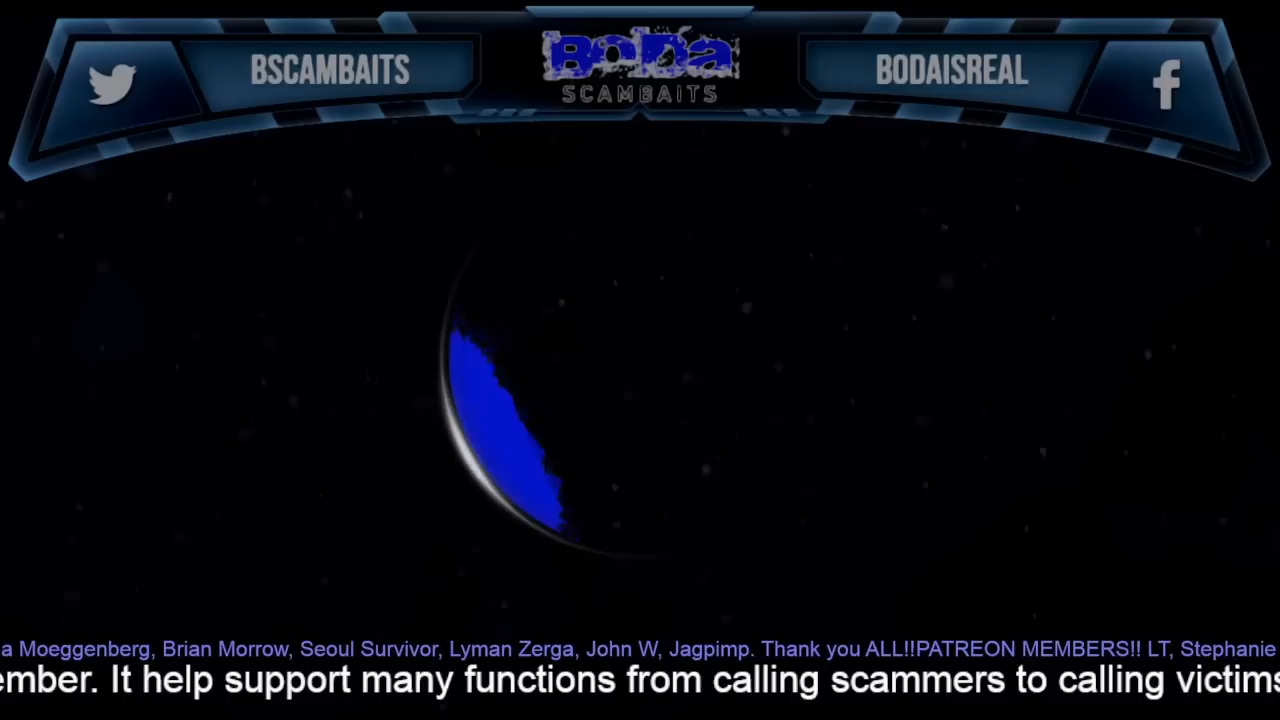 BSCAMBAITS
BoDa
SCAMBAITS
BODAISREAL
a Moeggenberg, Brian Morrow, Seoul Survivor, Lyman Zerga, John W, Jagpimp. Thank you ALL!!PATREON MEMBERS!! LT, Stephanie
ember. It help support many functions from calling scammers to calling victims